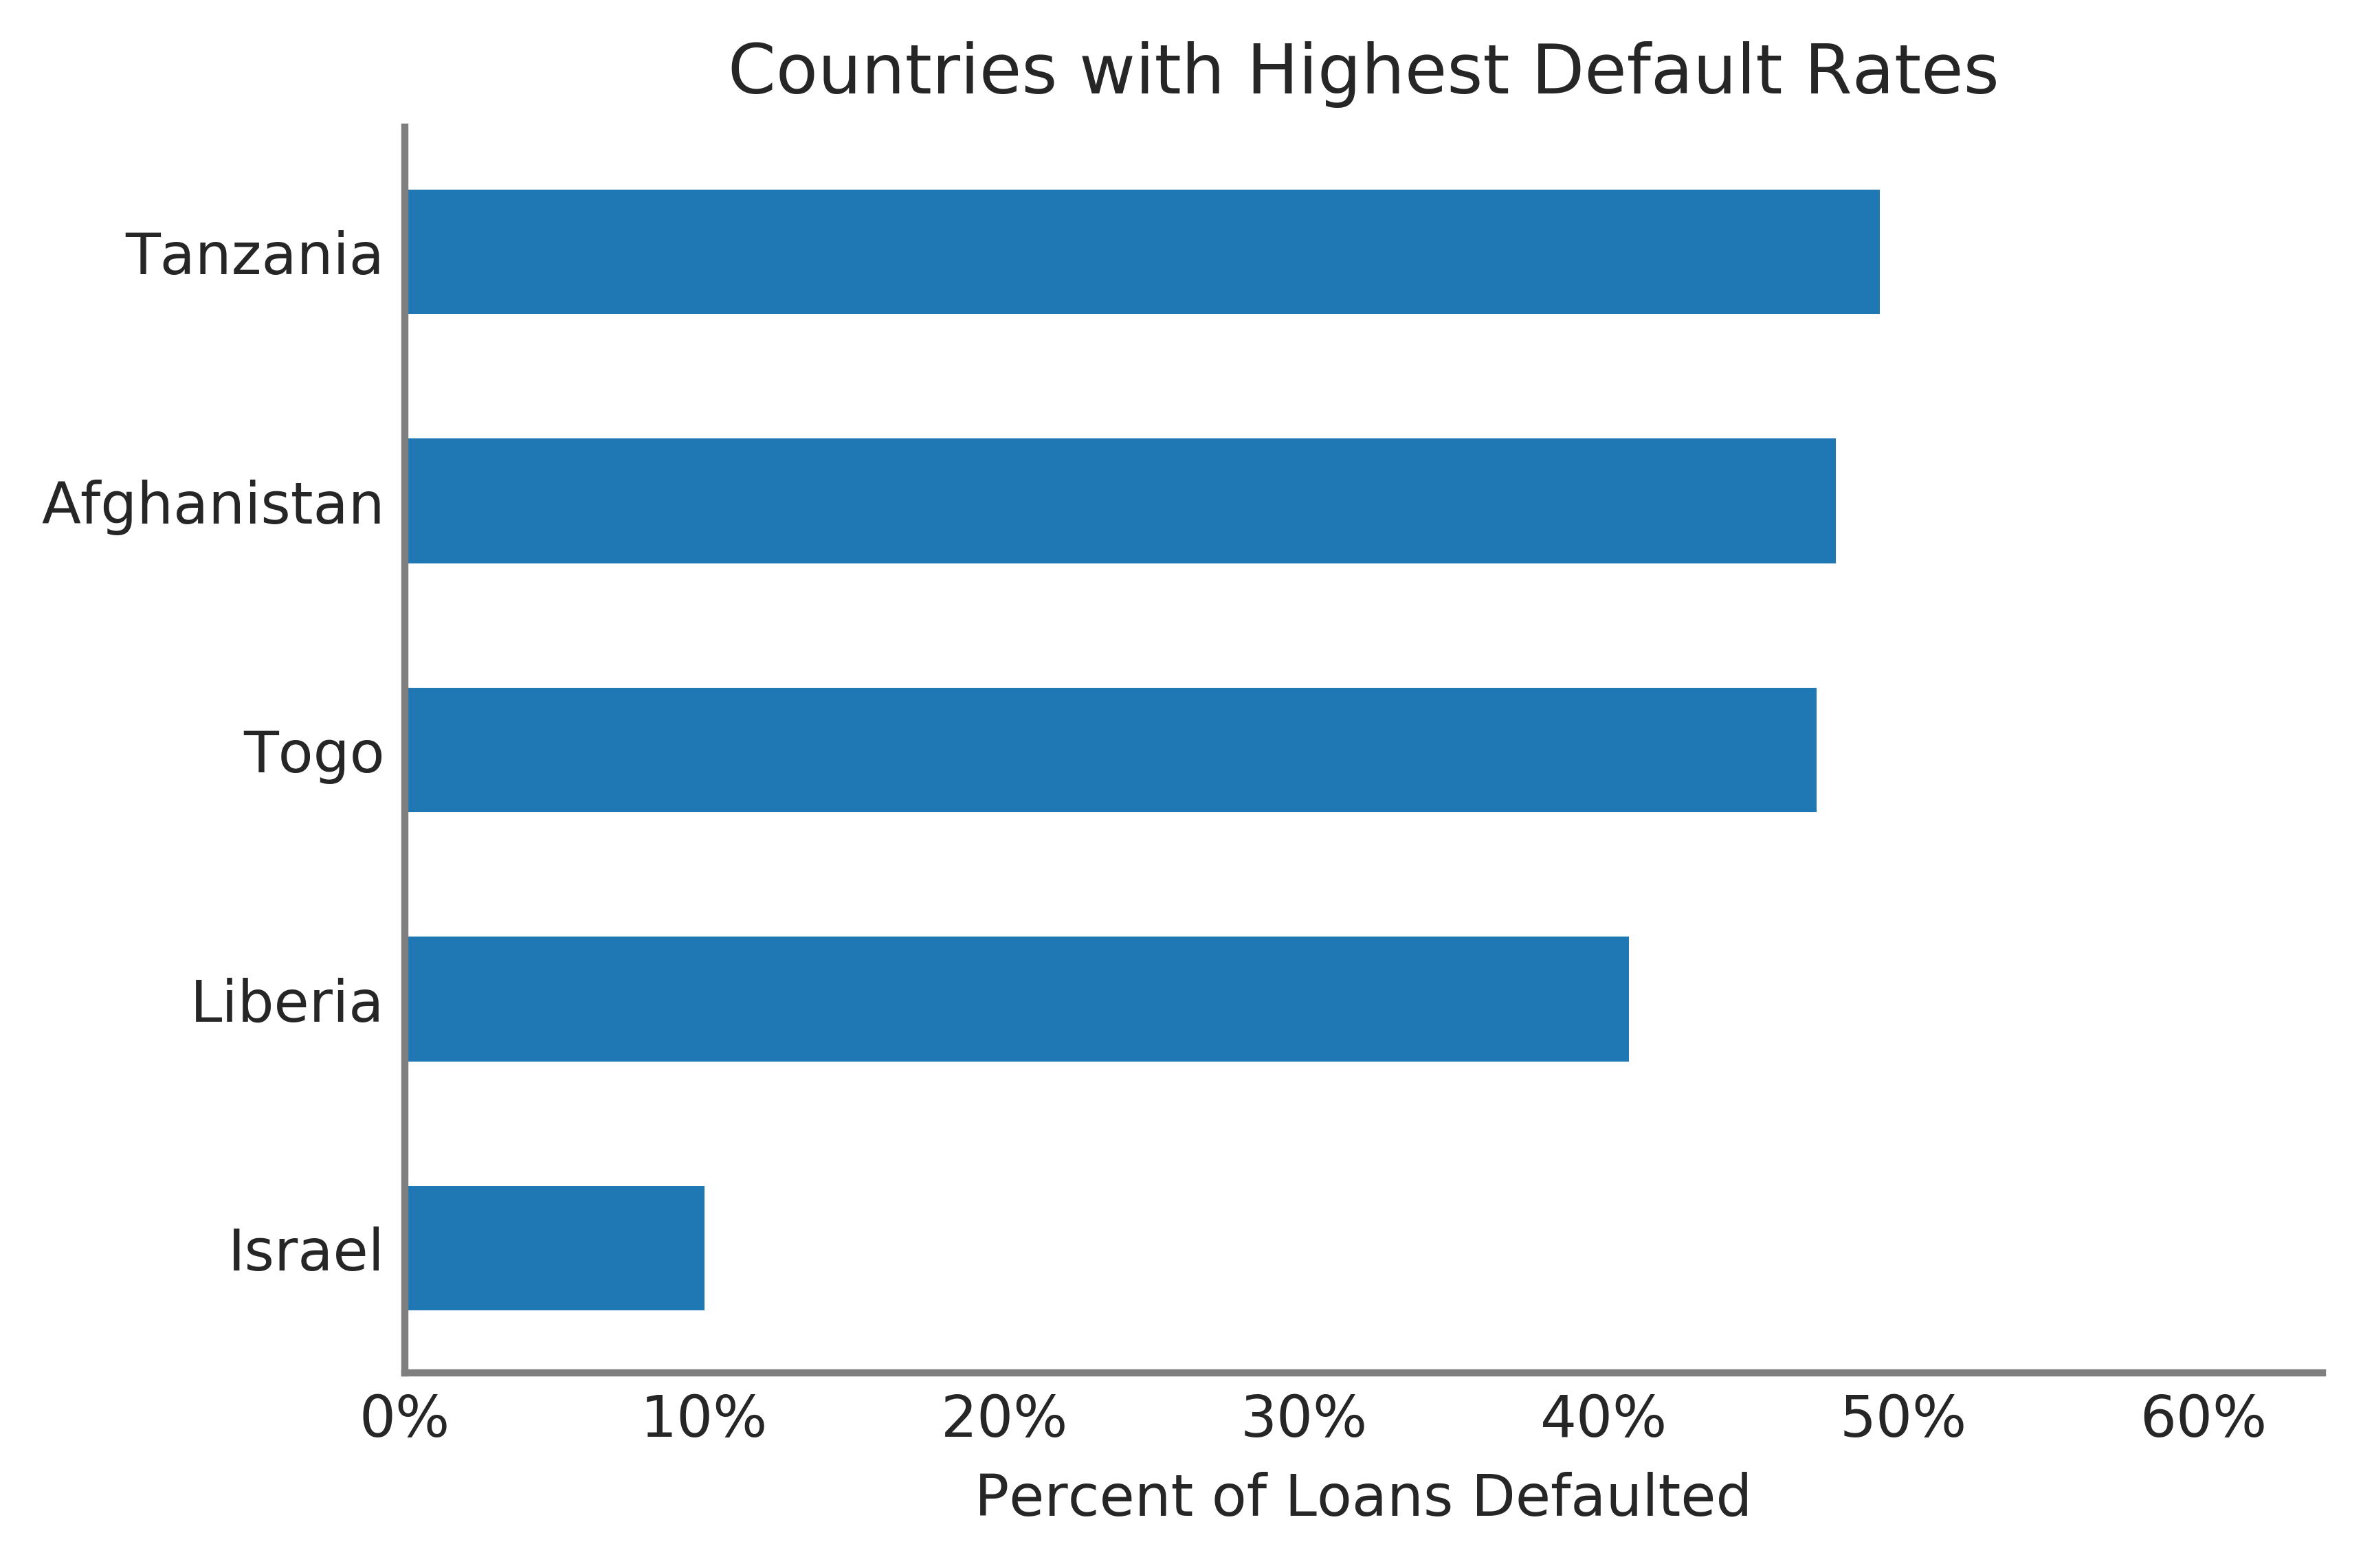 Countries with Highest Default Rates
Tanzania
Afghanistan
Togo
Liberia
Israel
0% 10% 20% 30% 40% 50% 60%
Percent of Loans Defaulted